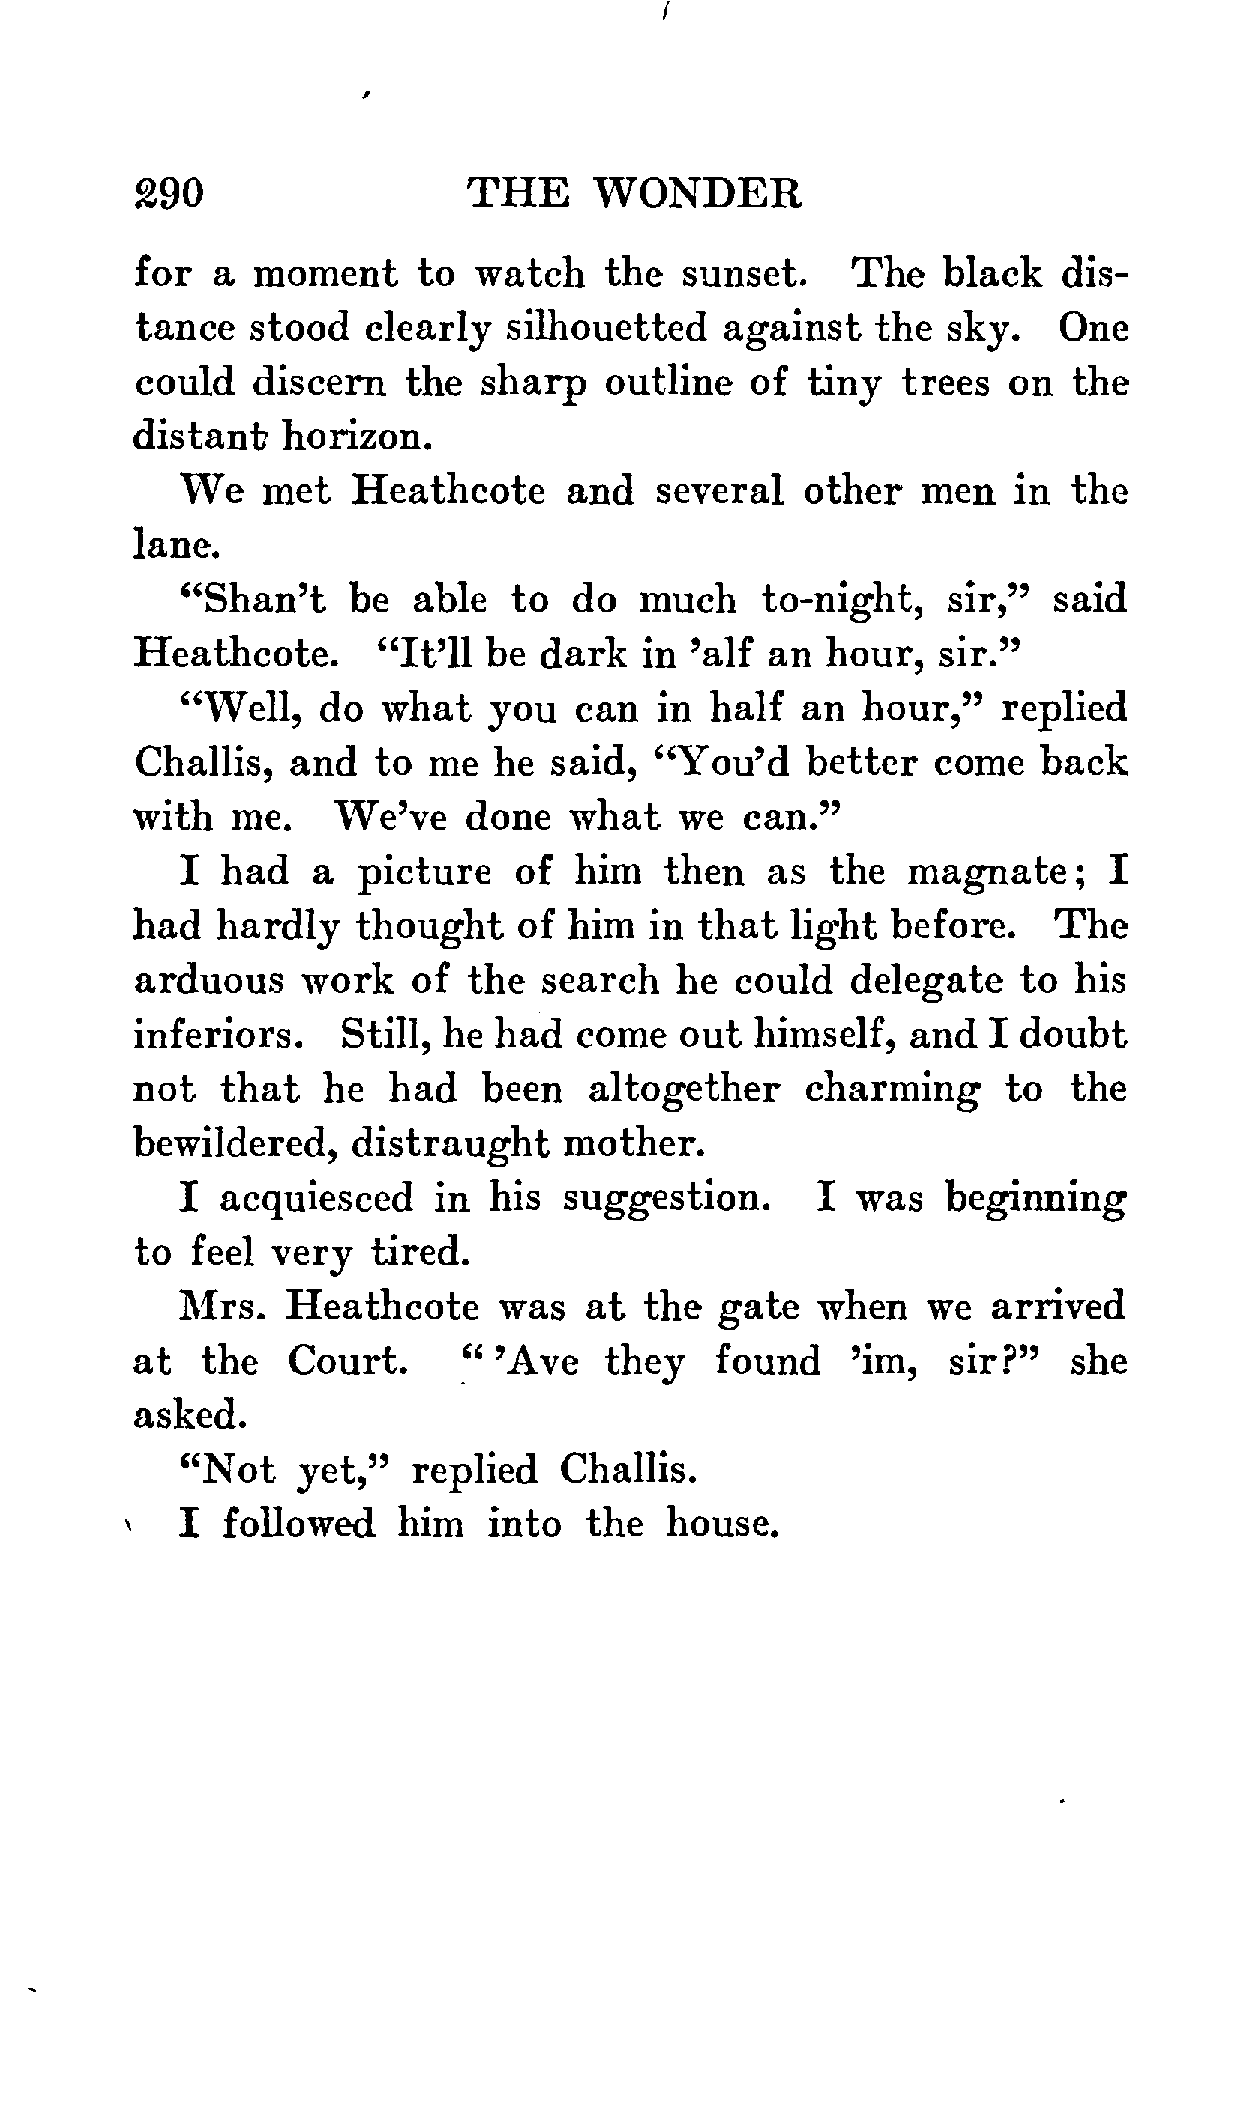 290 THE WONDER
for a moment to watch the sunset. The black dis-
tance stood clearly silhouetted against the sky. One
could discern the sharp outline of tiny trees on the
distant horizon.
We met Heathcote and several other men in the
lane.
“Shan’t be able to do much to-night, sir,” said
Heathcote. “It’ll be dark in ’alf an hour, sir.”
“Well, do what you can in half an hour,” replied
Challis, and to me he said, “You’d better come back
with me. We’ve done what we can.”
I had a picture of him then as the magnate; I
had hardly thought of him in that light before. The
arduous work of the search he could delegate to his
inferiors. Still, he had come out himself, and I doubt
not that he had been altogether charming to the
bewildered, distraught mother.
I acquiesced in his suggestion. I was beginning
to feel very tired.
Mrs. Heathcote was at the gate when we arrived
at the Court. “ ’Ave they found ’im, sir?” she
asked.
“Not yet,” replied Challis.
I followed him into the house.